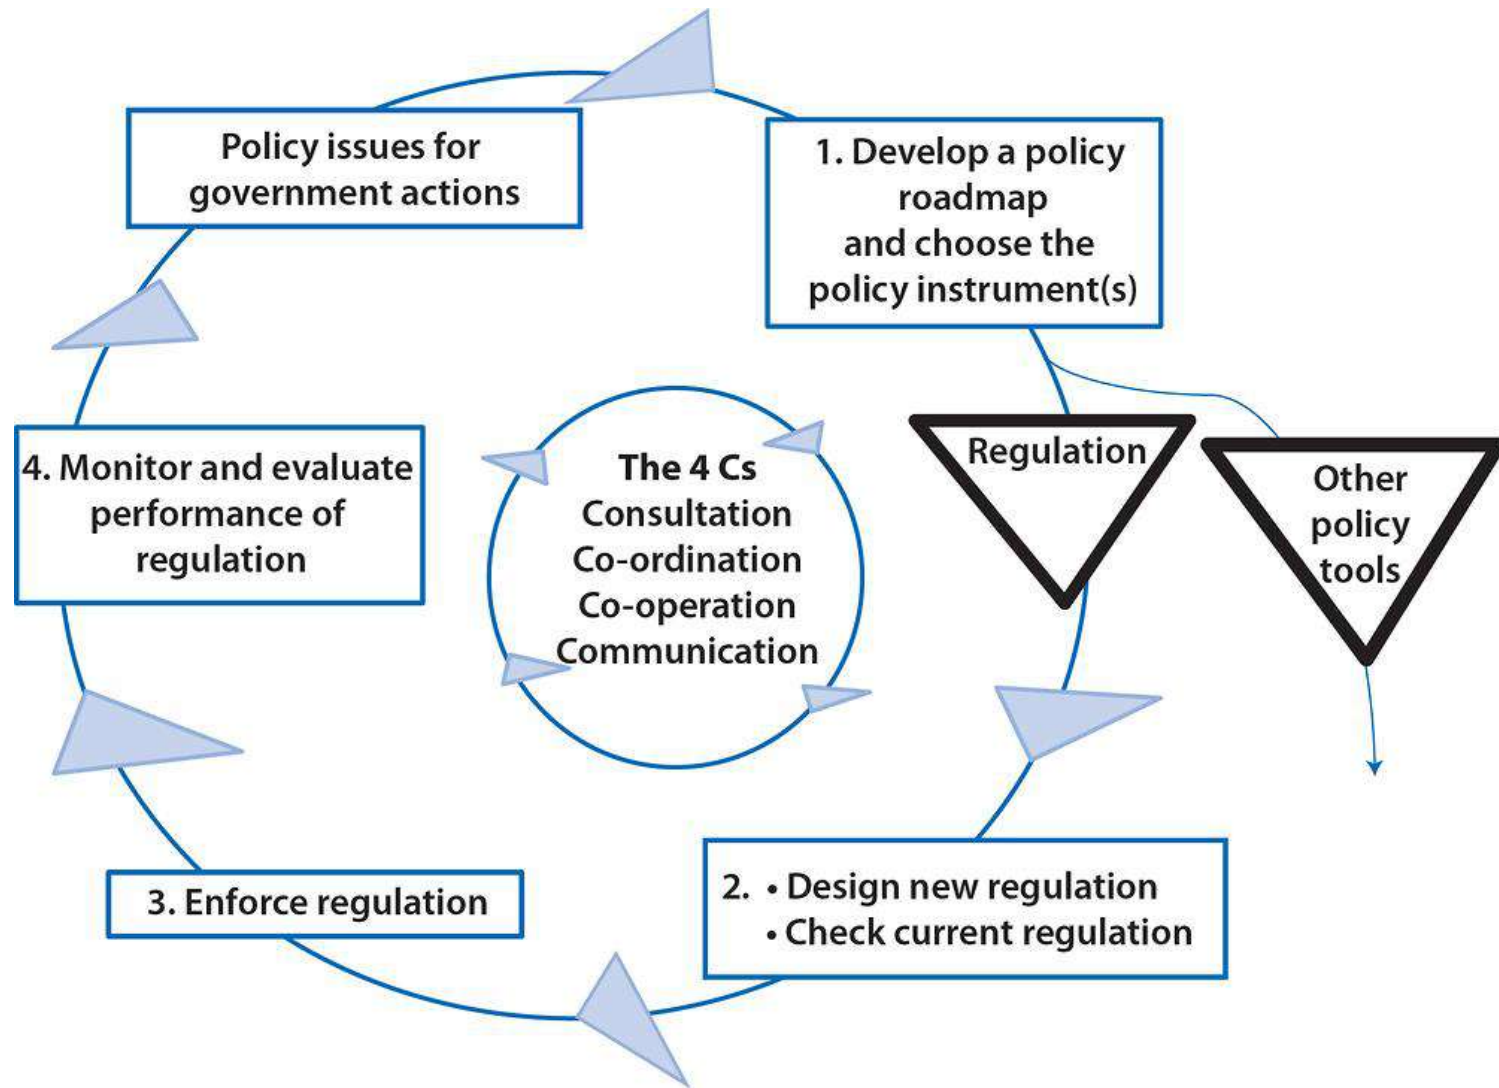 Policy issues for
government actions
1. Develop a policy
roadmap
and choose the
policy instrument(s)
Regulation
Other
policy
tools
The 4 Cs
Consultation
Co-ordination
Co-operation
Communication
4. Monitor and evaluate
performance of
regulation
3. Enforce regulation
2. • Design new regulation
• Check current regulation